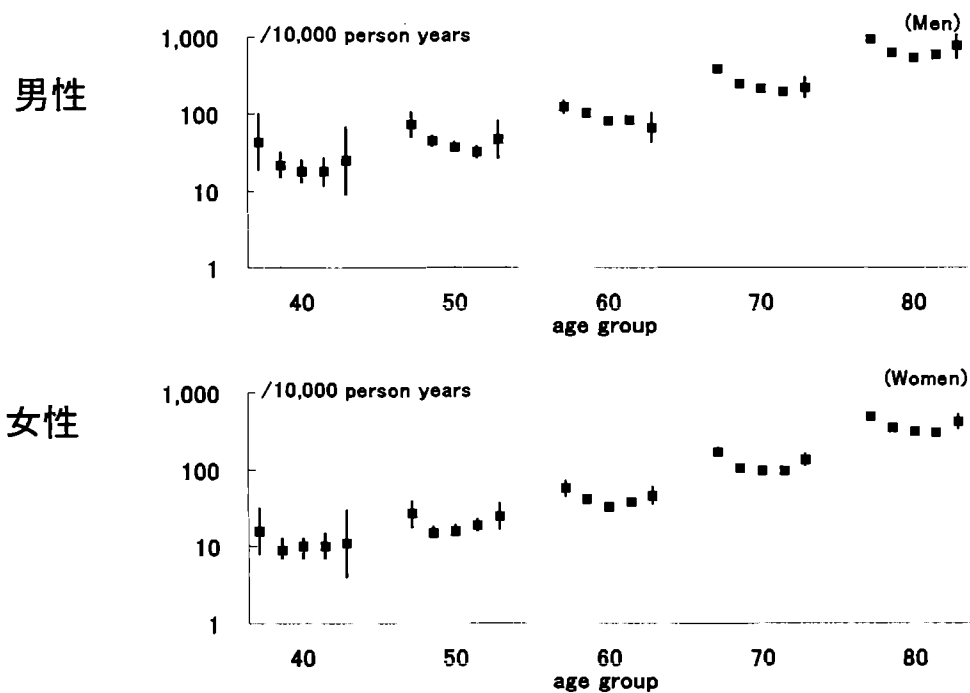 /10,000 person years
(Men)
男性
1,000
100
10
1
40 50 60 70 80
age group
/10,000 person years
(Women)
女性
1,000
100
10
1
40 50 60 70 80
age group